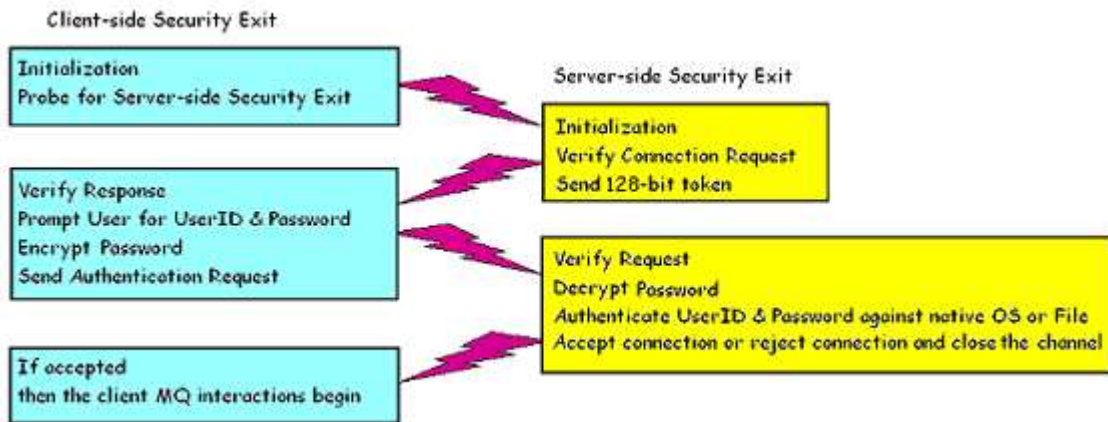 Client-side Security Exit
Initialization
Probe for Server-side Security Exit
Server-side Security Exit
Initialization
Verify Connection Request
Send 128-bit token
Verify Response
Prompt User for UserID & Password
Encrypt Password
Send Authentication Request
Verify Request
Decrypt Password
Authenticate UserID & Password against native OS or File
Accept connection or reject connection and close the channel
If accepted
then the client MQ interactions begin